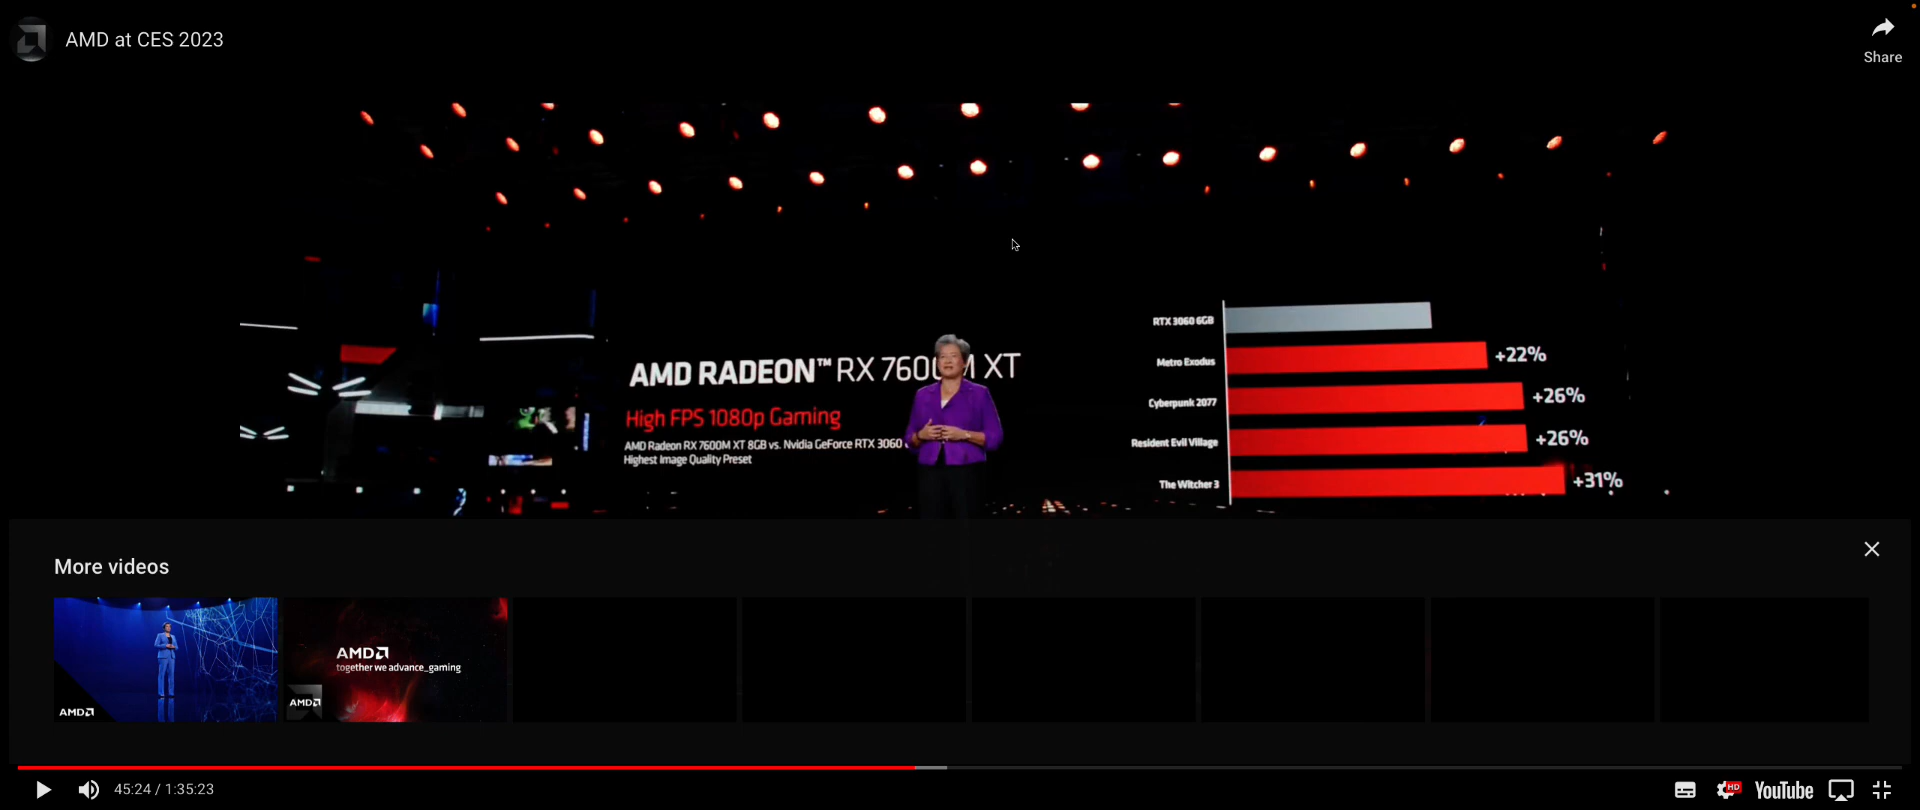 AMD at CES 2023
Share
AMD RADEON™ RX 7600M XT
High FPS 1080p Gaming
AMD Radeon RX 7600M XT 8GB vs. Nvidia GeForce RTX 3060
Highest Image Quality Preset
RTX 3060 6GB
Metro Exodus +22%
Cyberpunk 2077 +26%
Resident Evil Village +26%
The Witcher 3 +31%
More videos
AMD
AMD
together we advance_gaming
AMD
45:24 / 1:35:23
HD
YouTube